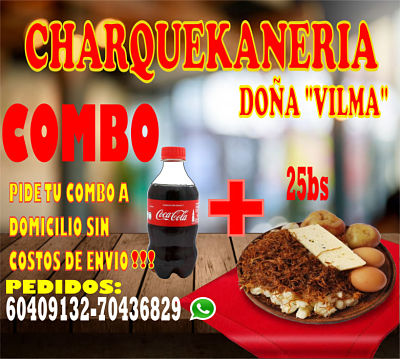 CHARQUEKANERIA
DOÑA "VILMA"
COMBO
Coca-Cola
+
25bs
PIDE TU COMBO A
DOMICILIO SIN
COSTOS DE ENVIO !!!
PEDIDOS:
60409132-70436829